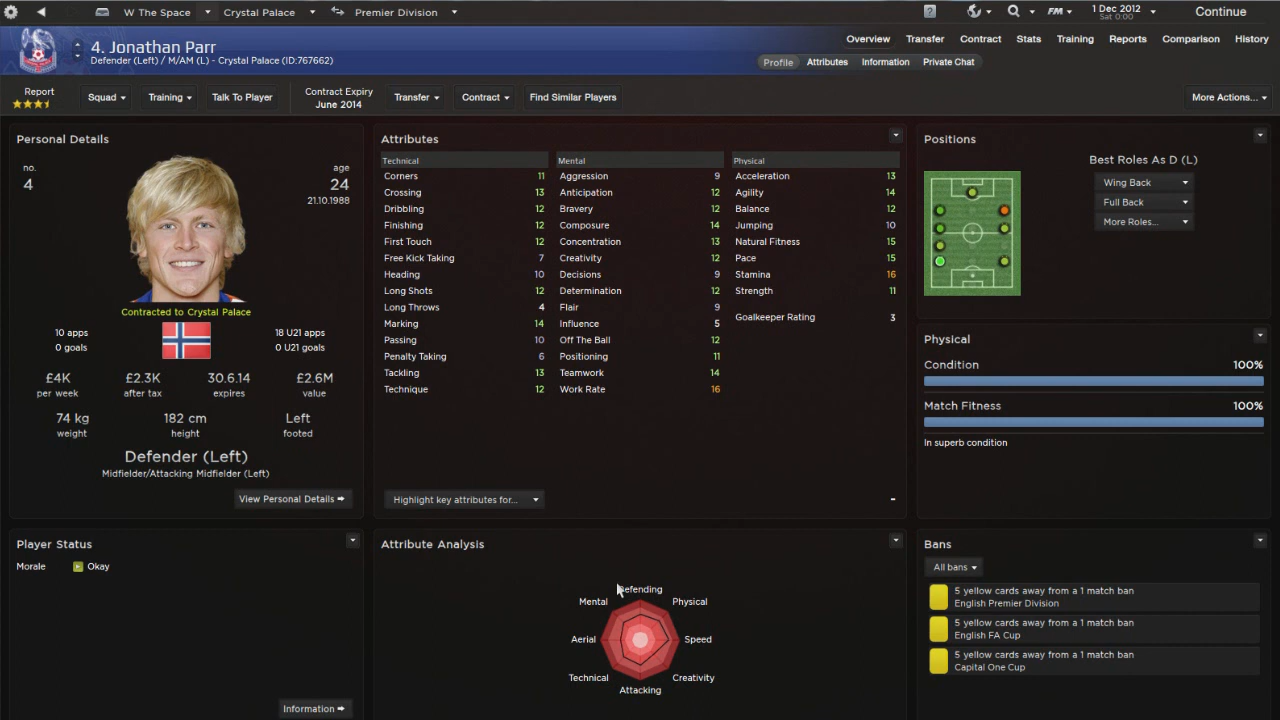 W The Space Crystal Palace Premier Division ? FM 1 Dec 2012 Continue
Sat 0:00
4. Jonathan Parr
Defender (Left) / M/AM (L) - Crystal Palace (ID:767662)
Overview Transfer Contract Stats Training Reports Comparison History
Profile Attributes Information Private Chat
Report Squad Training Talk To Player Contract Expiry June 2014 Transfer Contract Find Similar Players More Actions...
Personal Details
no.
4
age
24
21.10.1988
Contracted to Crystal Palace
10 apps 18 U21 apps
0 goals 0 U21 goals
£4K £2.3K 30.6.14 £2.6M
per week after tax expires value
74 kg 182 cm Left
weight height footed
Defender (Left)
Midfielder/Attacking Midfielder (Left)
View Personal Details
Attributes
Technical Mental Physical
Corners 11 Aggression 9 Acceleration 13
Crossing 13 Anticipation 12 Agility 14
Dribbling 12 Bravery 12 Balance 12
Finishing 12 Composure 14 Jumping 10
First Touch 12 Concentration 13 Natural Fitness 15
Free Kick Taking 7 Creativity 12 Pace 15
Heading 10 Decisions 9 Stamina 16
Long Shots 12 Determination 12 Strength 11
Long Throws 4 Flair 9
Goalkeeper Rating 3
Marking 14 Influence 5
Passing 10 Off The Ball 12
Penalty Taking 6 Positioning 11
Tackling 13 Teamwork 14
Technique 12 Work Rate 16
Highlight key attributes for... -
Positions
Best Roles As D (L)
Wing Back
Full Back
More Roles...
Physical
Condition 100%
Match Fitness 100%
In superb condition
Player Status
Morale Okay
Information
Attribute Analysis
Defending
Mental Physical
Aerial Speed
Technical Creativity
Attacking
Bans
All bans
5 yellow cards away from a 1 match ban
English Premier Division
5 yellow cards away from a 1 match ban
English FA Cup
5 yellow cards away from a 1 match ban
Capital One Cup